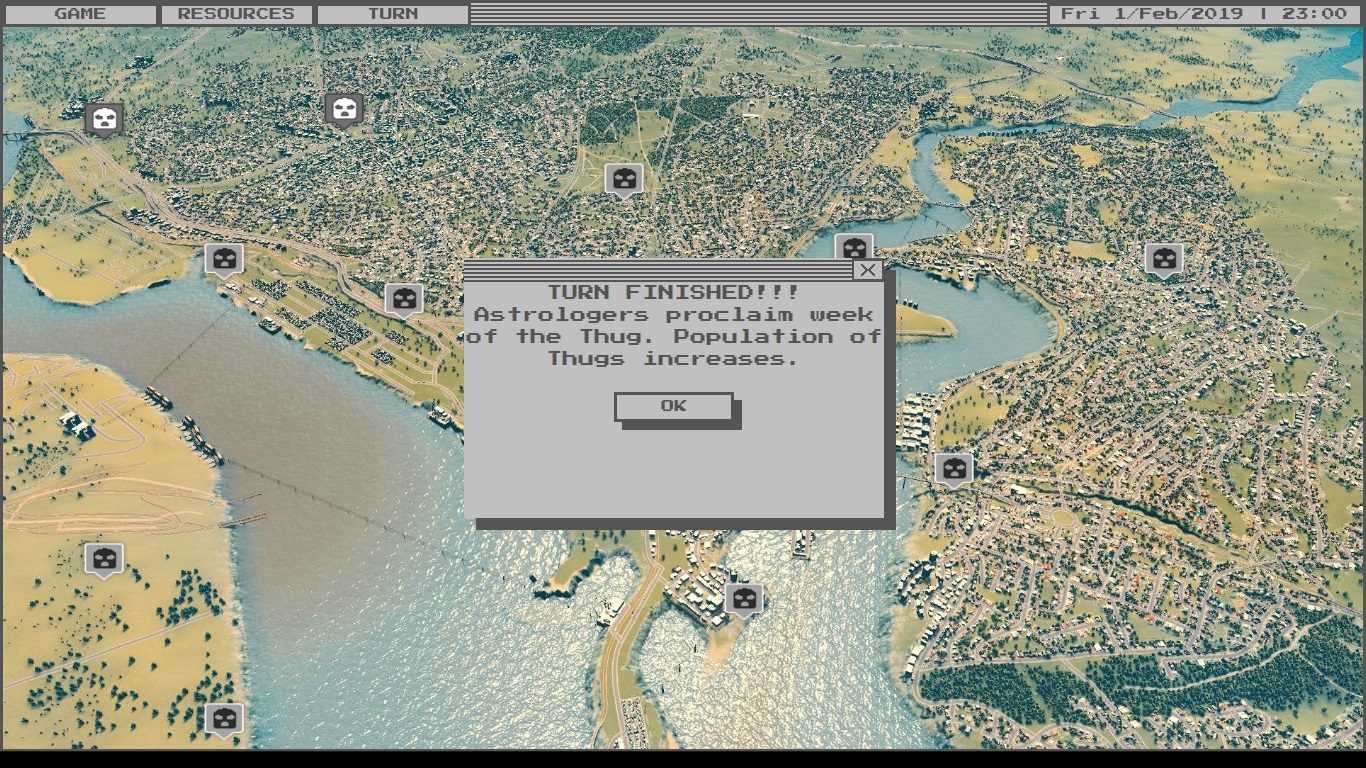 GAME
RESOURCES
TURN
Fri 1/Feb/2019 | 23:00
TURN FINISHED!!!
Astrologers proclaim week
of the Thug. Population of
Thugs increases.
OK